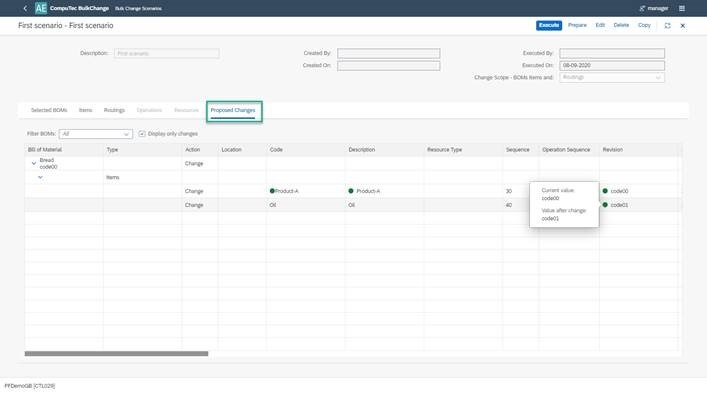 AE CompuTec BulkChange Bulk Change Scenarios manager
First scenario - First scenario Execute Prepare Edit Delete Copy
Description: First scenario Created By: Executed By:
Created On: Executed On: 08-09-2020
Change Scope - BOMs Items and: Routings
Selected BOMs Items Routings Operations Resources Proposed Changes
Filter BOMs: All Display only changes
Bill of Material Type Action Location Code Description Resource Type Sequence Operation Sequence Revision
Bread
code00 Change
Items
Change Product-A Product-A 30 code00
Change Oil Oil 40 code01
Current value:
code00
Value after change:
code01
PFDemoGB [CTL029]